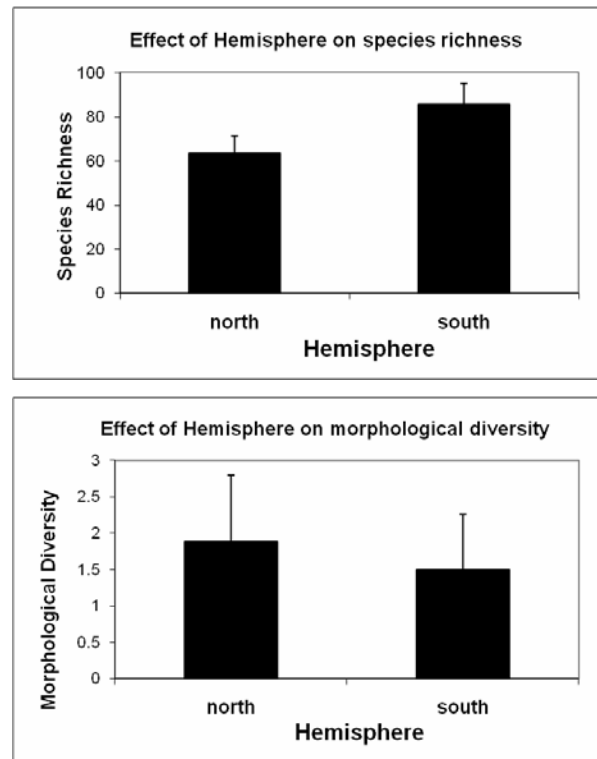 Effect of Hemisphere on species richness
100
80
60
40
20
0
Species Richness
north south
Hemisphere
Effect of Hemisphere on morphological diversity
3
2.5
2
1.5
1
0.5
0
Morphological Diversity
north south
Hemisphere